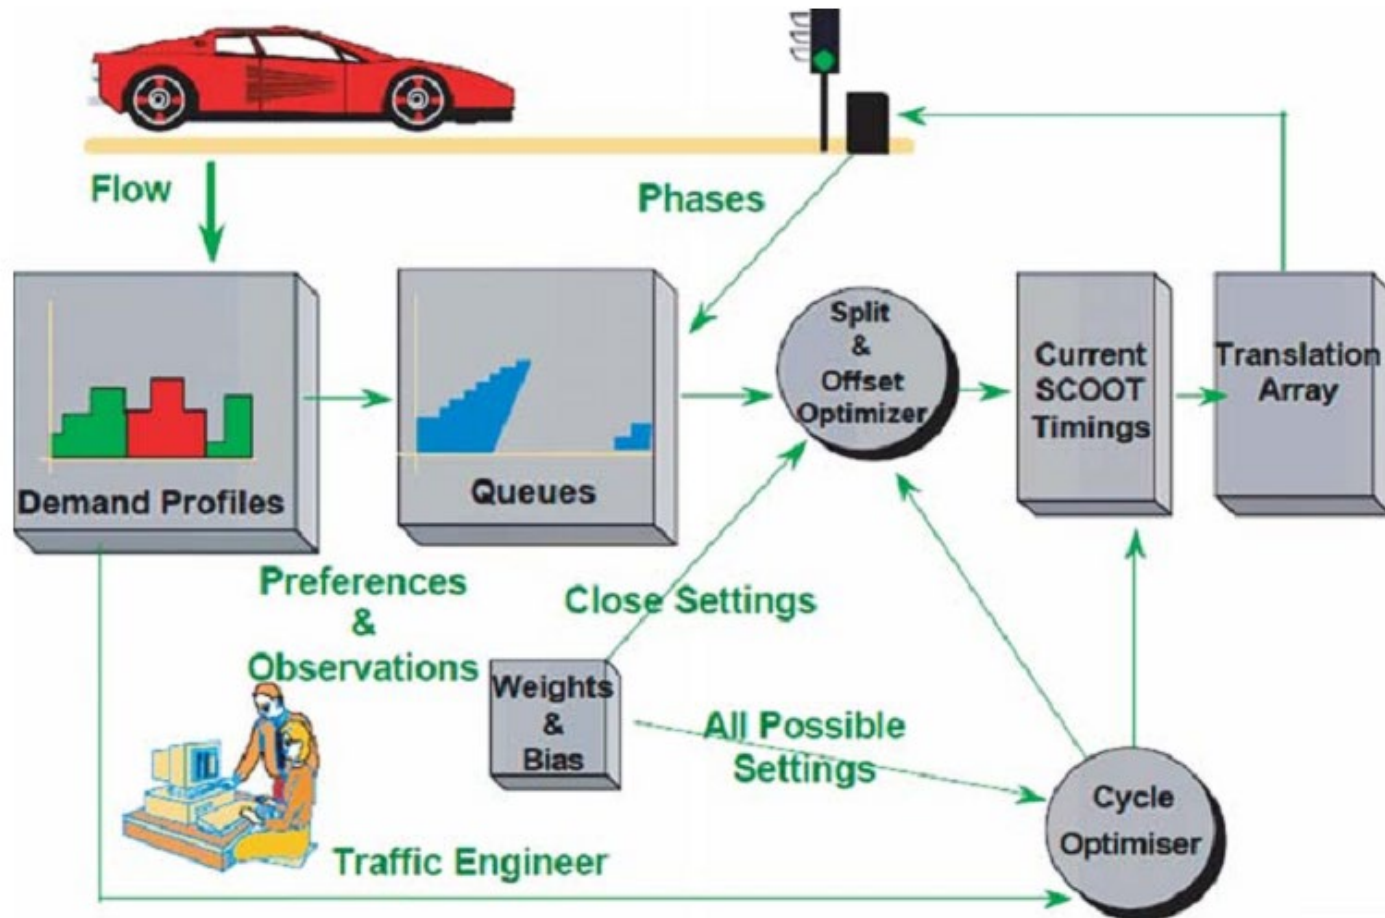 Flow
Phases
Split
&
Offset
Optimizer
Current
SCOOT
Timings
Translation
Array
Demand Profiles
Queues
Preferences
&
Observations
Close Settings
Weights
&
Bias
All Possible
Settings
Cycle
Optimiser
Traffic Engineer